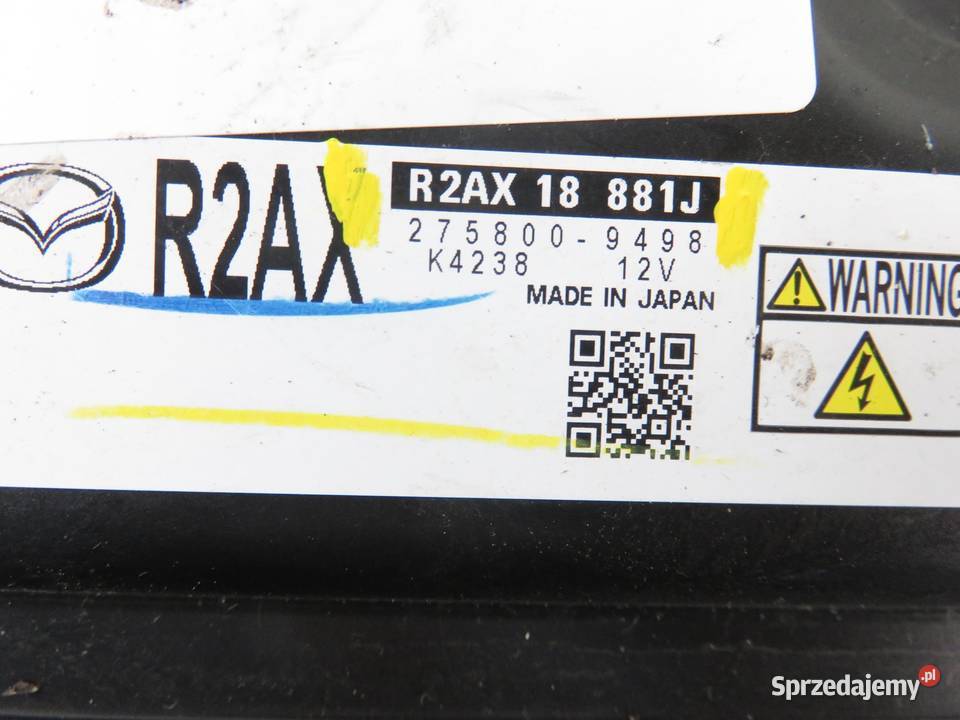 R2AX
R2AX 18 881J
275800-9498
K4238 12V
MADE IN JAPAN
WARNING
Sprzedajemy.pl